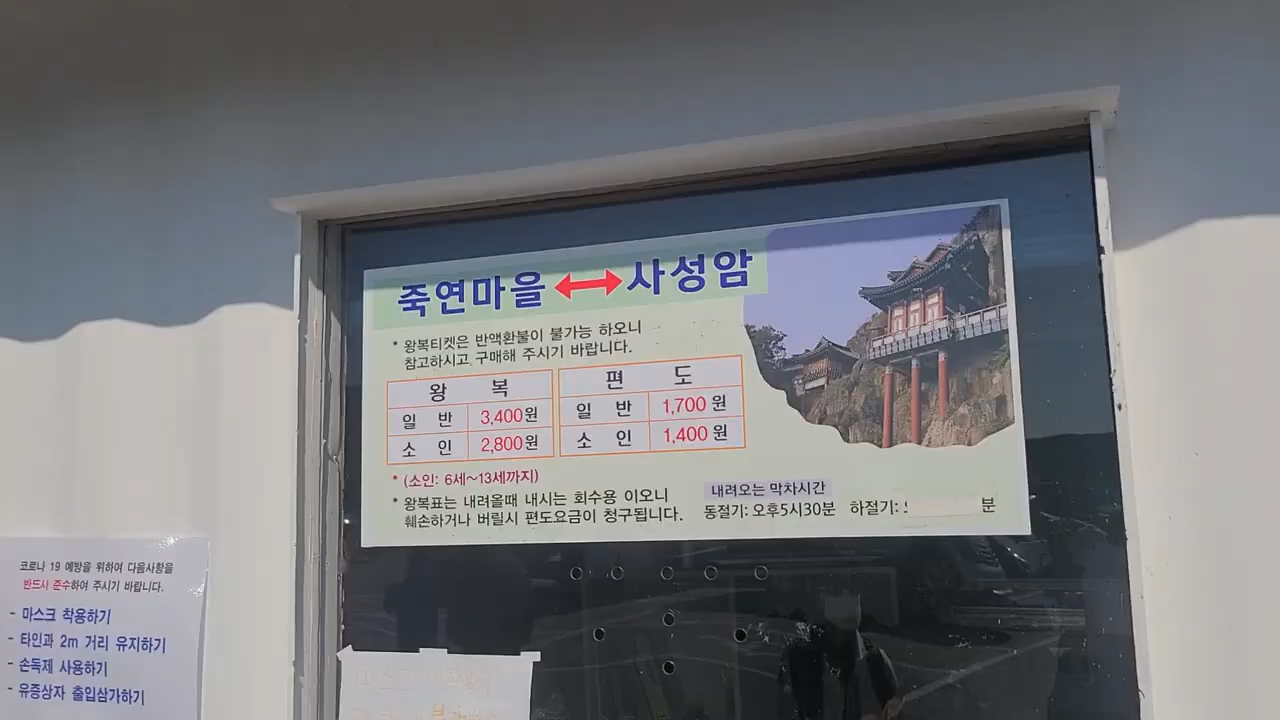 죽연마을 ↔ 사성암
* 왕복티켓은 반액환불이 불가능 하오니
참고하시고 구매해 주시기 바랍니다.
왕 복
일 반 3,400원
소 인 2,800원
편 도
일 반 1,700원
소 인 1,400원
* (소인: 6세~13세까지)
* 왕복표는 내려올때 내시는 회수용 이오니
훼손하거나 버릴시 편도요금이 청구됩니다.
내려오는 막차시간
동절기: 오후5시30분 하절기: 분
코로나 19 예방을 위하여 다음사항을
반드시 준수하여 주시기 바랍니다.
- 마스크 착용하기
- 타인과 2m 거리 유지하기
- 손독제 사용하기
- 유증상자 출입삼가하기